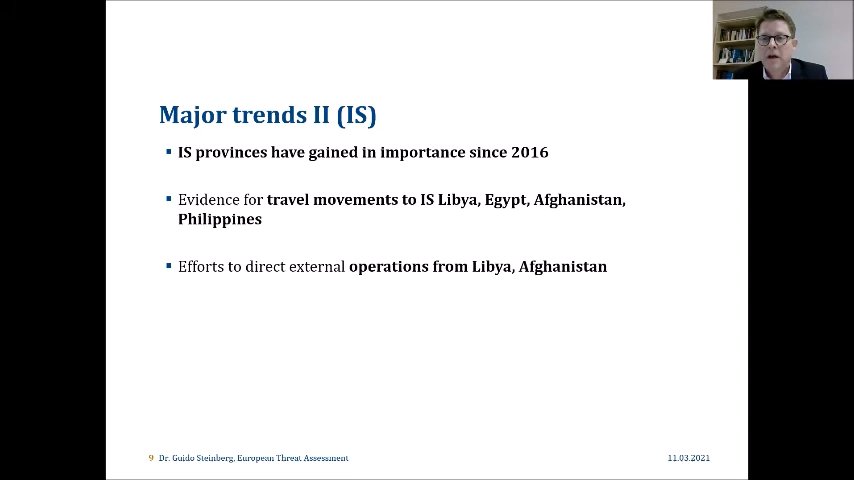 Major trends II (IS)
▪ IS provinces have gained in importance since 2016
▪ Evidence for travel movements to IS Libya, Egypt, Afghanistan,
Philippines
▪ Efforts to direct external operations from Libya, Afghanistan
9 Dr. Guido Steinberg, European Threat Assessment
11.03.2021